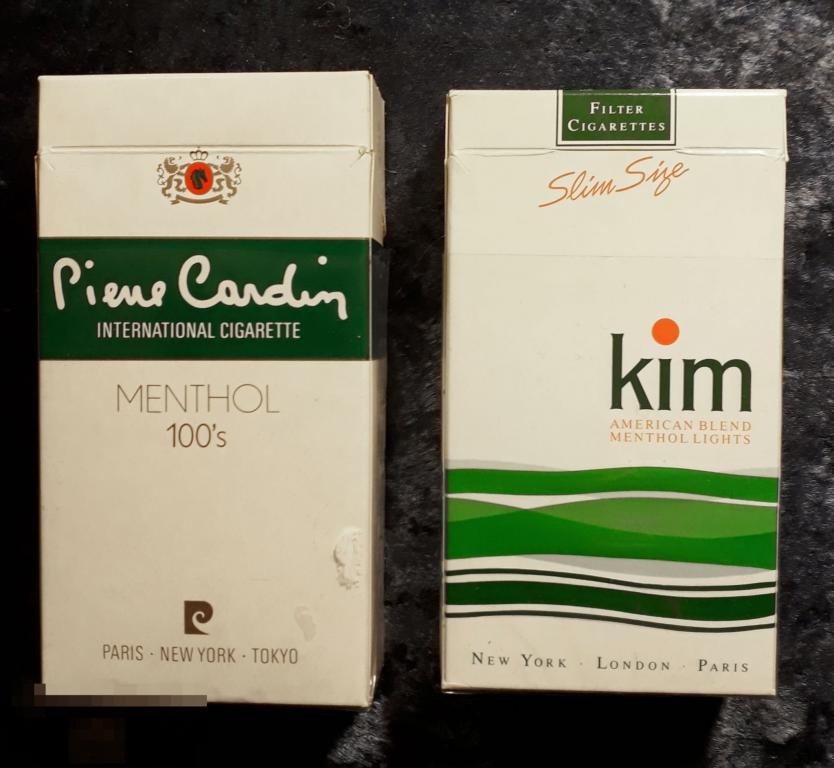 Pierre Cardin
INTERNATIONAL CIGARETTE
MENTHOL
100's
PARIS · NEW YORK · TOKYO
FILTER
CIGARETTES
Slim Size
kim
AMERICAN BLEND
MENTHOL LIGHTS
NEW YORK · LONDON · PARIS